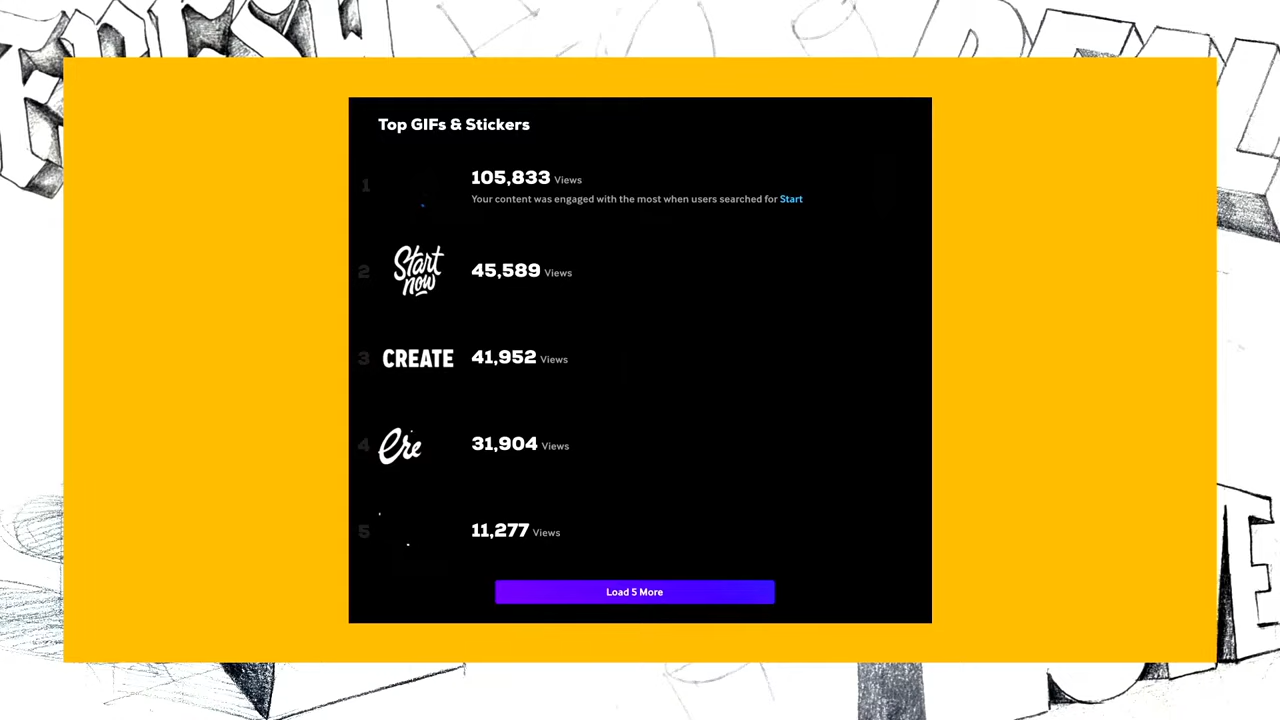 Top GIFs & Stickers
1
105,833 Views
Your content was engaged with the most when users searched for Start
2
Start
now
45,589 Views
3
CREATE
41,952 Views
4
Cre
31,904 Views
5
11,277 Views
Load 5 More